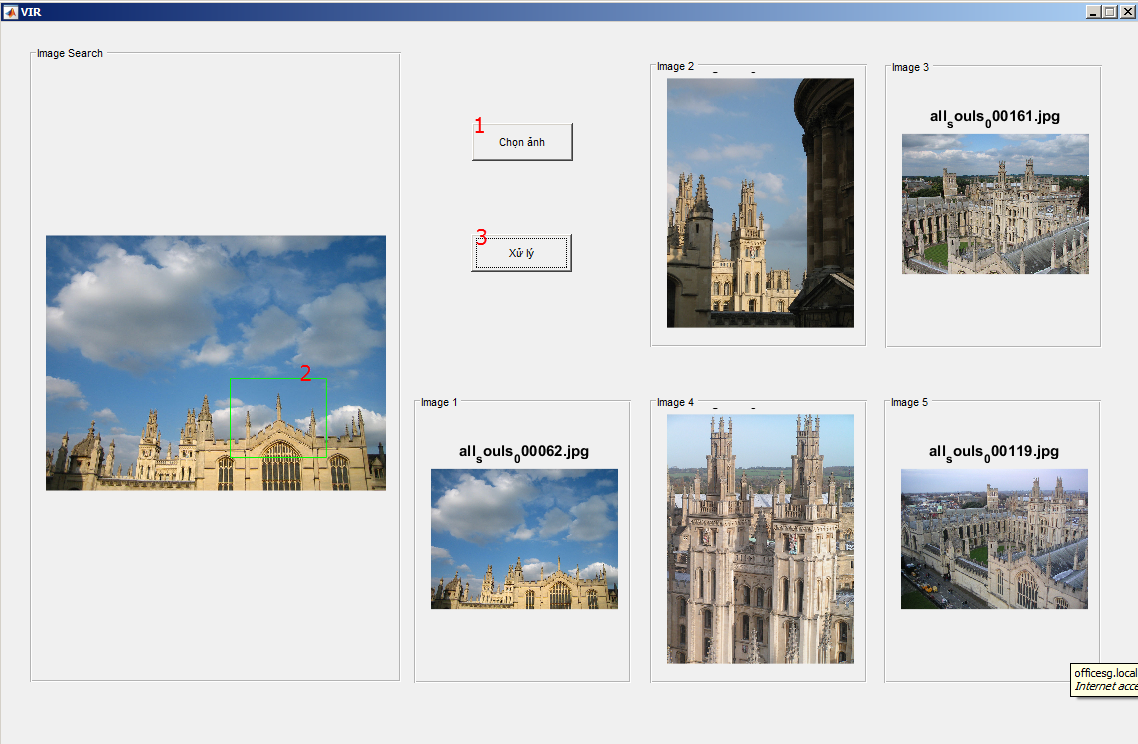 VIR
Image Search
1
Chọn ảnh
3
Xử lý
2
Image 2
Image 3
all_souls_000161.jpg
Image 1
all_souls_000062.jpg
Image 4
Image 5
all_souls_000119.jpg
officesg.local
Internet acce